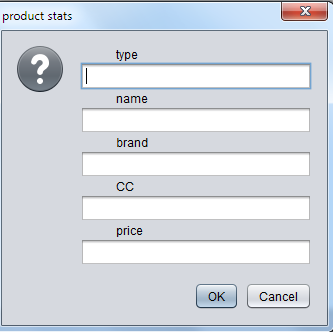 product stats
type
name
brand
CC
price
OK Cancel